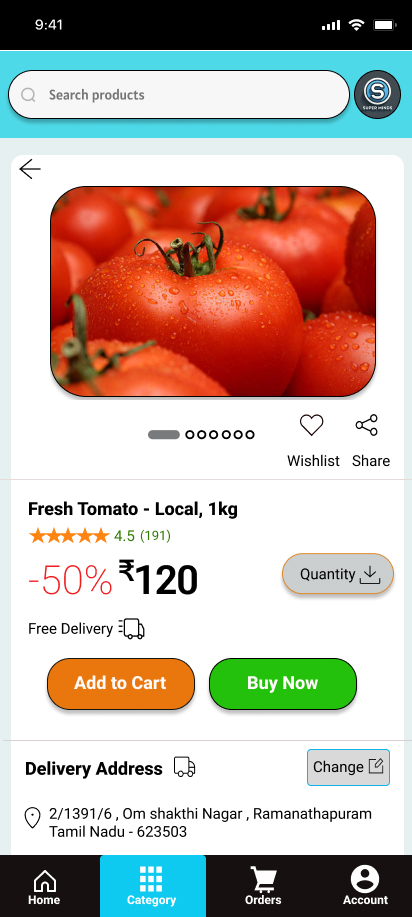 9:41
Search products
S
SUPER MINDS
Wishlist Share
Fresh Tomato - Local, 1kg
4.5 (191)
-50% ₹120
Quantity
Free Delivery
Add to Cart Buy Now
Delivery Address
Change
2/1391/6 , Om shakthi Nagar , Ramanathapuram
Tamil Nadu - 623503
Home Category Orders Account